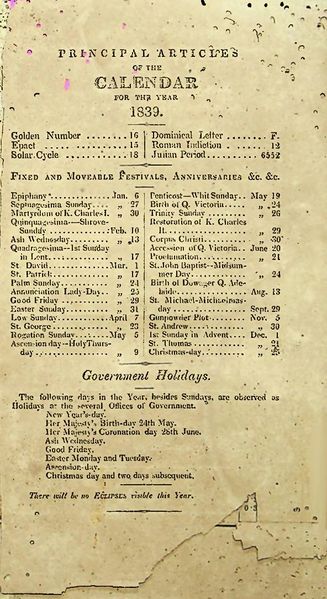 PRINCIPAL ARTICLES
OF THE
CALENDAR
FOR THE YEAR
1839.
Golden Number ........ 16
Epact ................ 15
Solar Cycle .......... 18
Dominical Letter ...... F.
Roman Indiction ...... 12
Julian Period ...... 6552
FIXED AND MOVEABLE FESTIVALS, ANNIVERSARIES &c. &c.
Epiphany ........ Jan. 6
Septuagesima Sunday .... „ 27
Martyrdom of K. Charles I. „ 30
Quinquagesima—Shrove-
Sunday ...... Feb. 10
Ash Wednesday ...... „ 13
Quadragesima-1st Sunday
in Lent .......... „ 17
St. David ........ Mar. 1
St. Patrick ........ „ 17
Palm Sunday ........ „ 24
Annunciation Lady-Day.. „ 25
Good Friday ........ „ 29
Easter Sunday ...... „ 31
Low Sunday ...... April 7
St. George ........ „ 23
Rogation Sunday .... May 5
Ascension day—Holy Thurs-
day .......... „ 9
Pentecost—Whit Sunday.. May 19
Birth of Q. Victoria .... „ 24
Trinity Sunday ...... „ 26
Restoration of K. Charles
II. .......... „ 29
Corpus Christi ...... „ 30
Accession of Q. Victoria.. June 20
Proclamation ........ „ 21
St. John Baptist—Midsum-
mer Day ........ „ 24
Birth of Dowager Q. Ade-
laide ........ Aug. 13
St. Michael-Michaelmas-
day ........ Sept. 29
Gunpowder Plot .... Nov. 5
St. Andrew ........ „ 30
1st Sunday in Advent.. Dec. 1
St. Thomas ........ „ 21
Christmas-day ...... „ 25
Government Holidays.
The following days in the Year, besides Sundays, are observed as
Holidays at the several Offices of Government.
New Year's-day.
Her Majesty's Birth-day 24th May.
Her Majesty's Coronation day 28th June.
Ash Wednesday.
Good Friday.
Easter Monday and Tuesday.
Ascension-day.
Christmas day and two days subsequent.
There will be no ECLIPSES visible this Year.